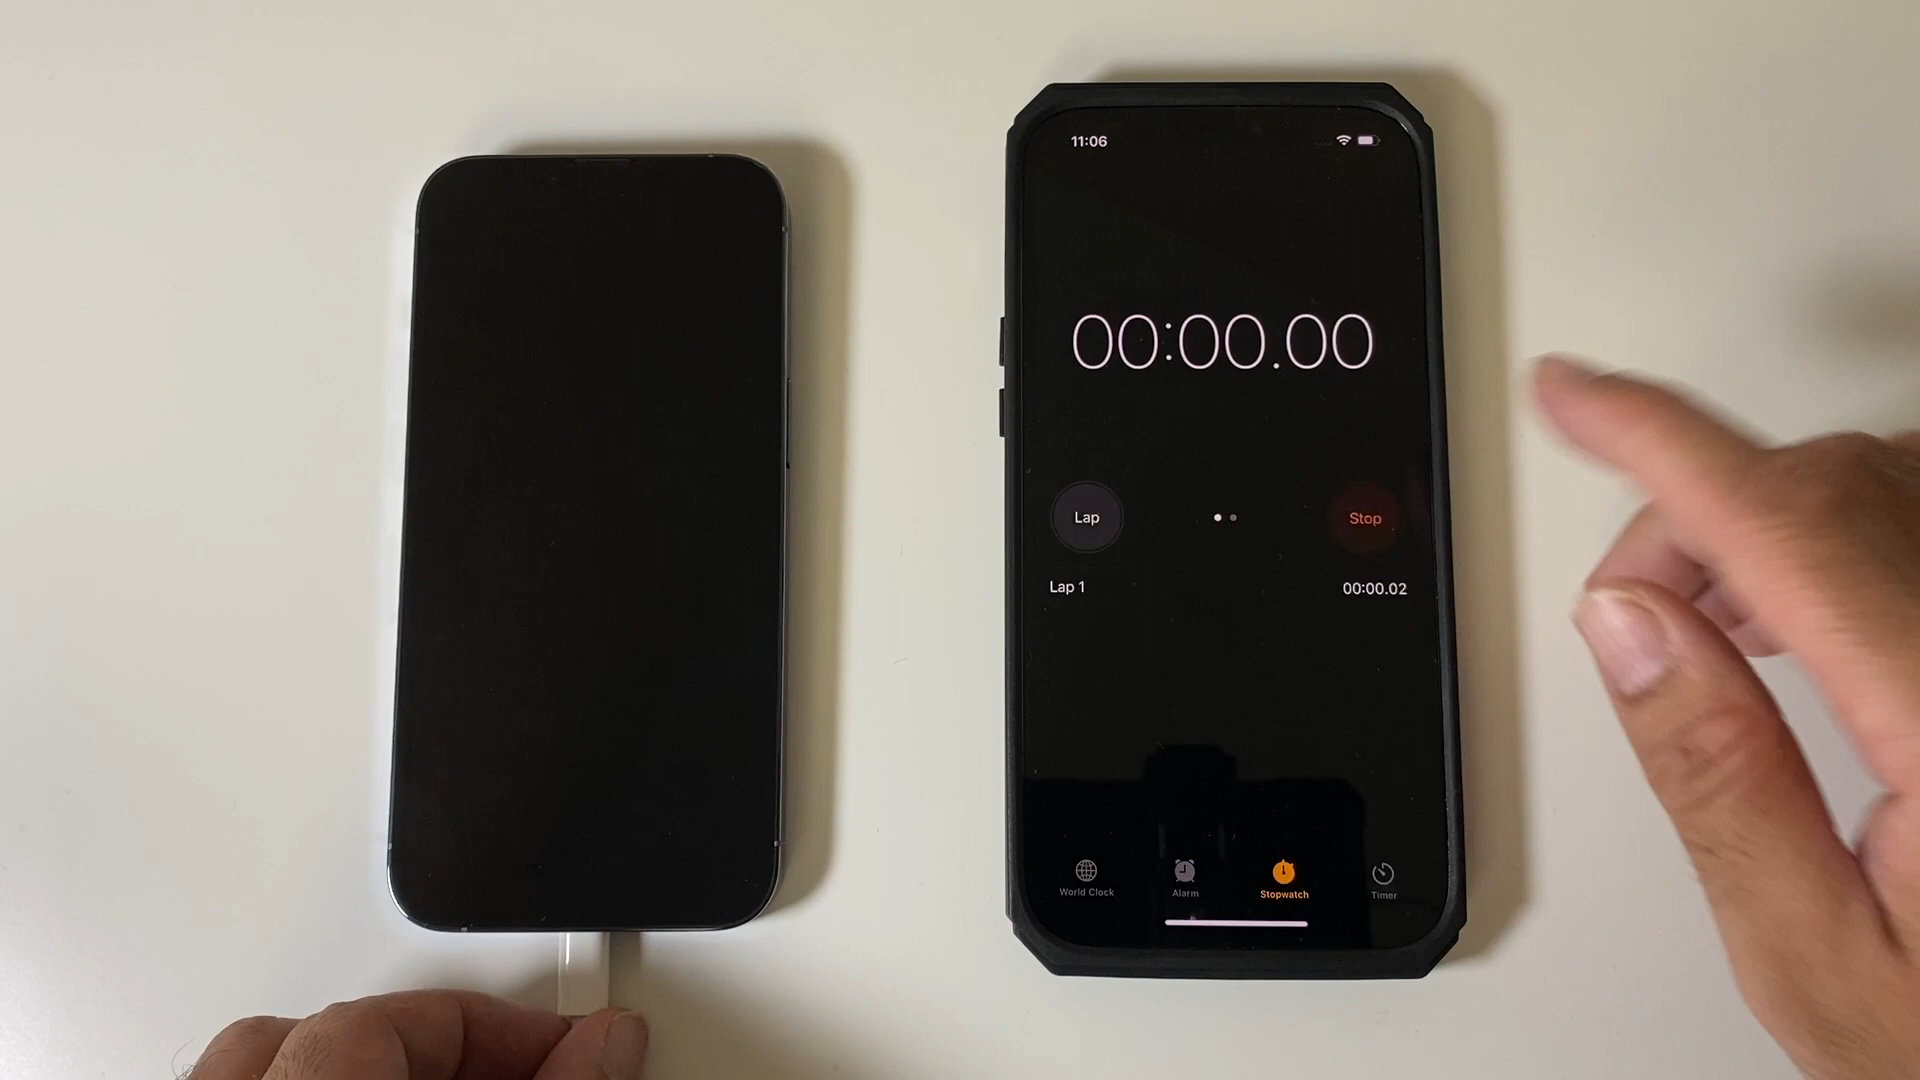 11:06
00:00.00
Lap
Stop
Lap 1
00:00.02
World Clock
Alarm
Stopwatch
Timer